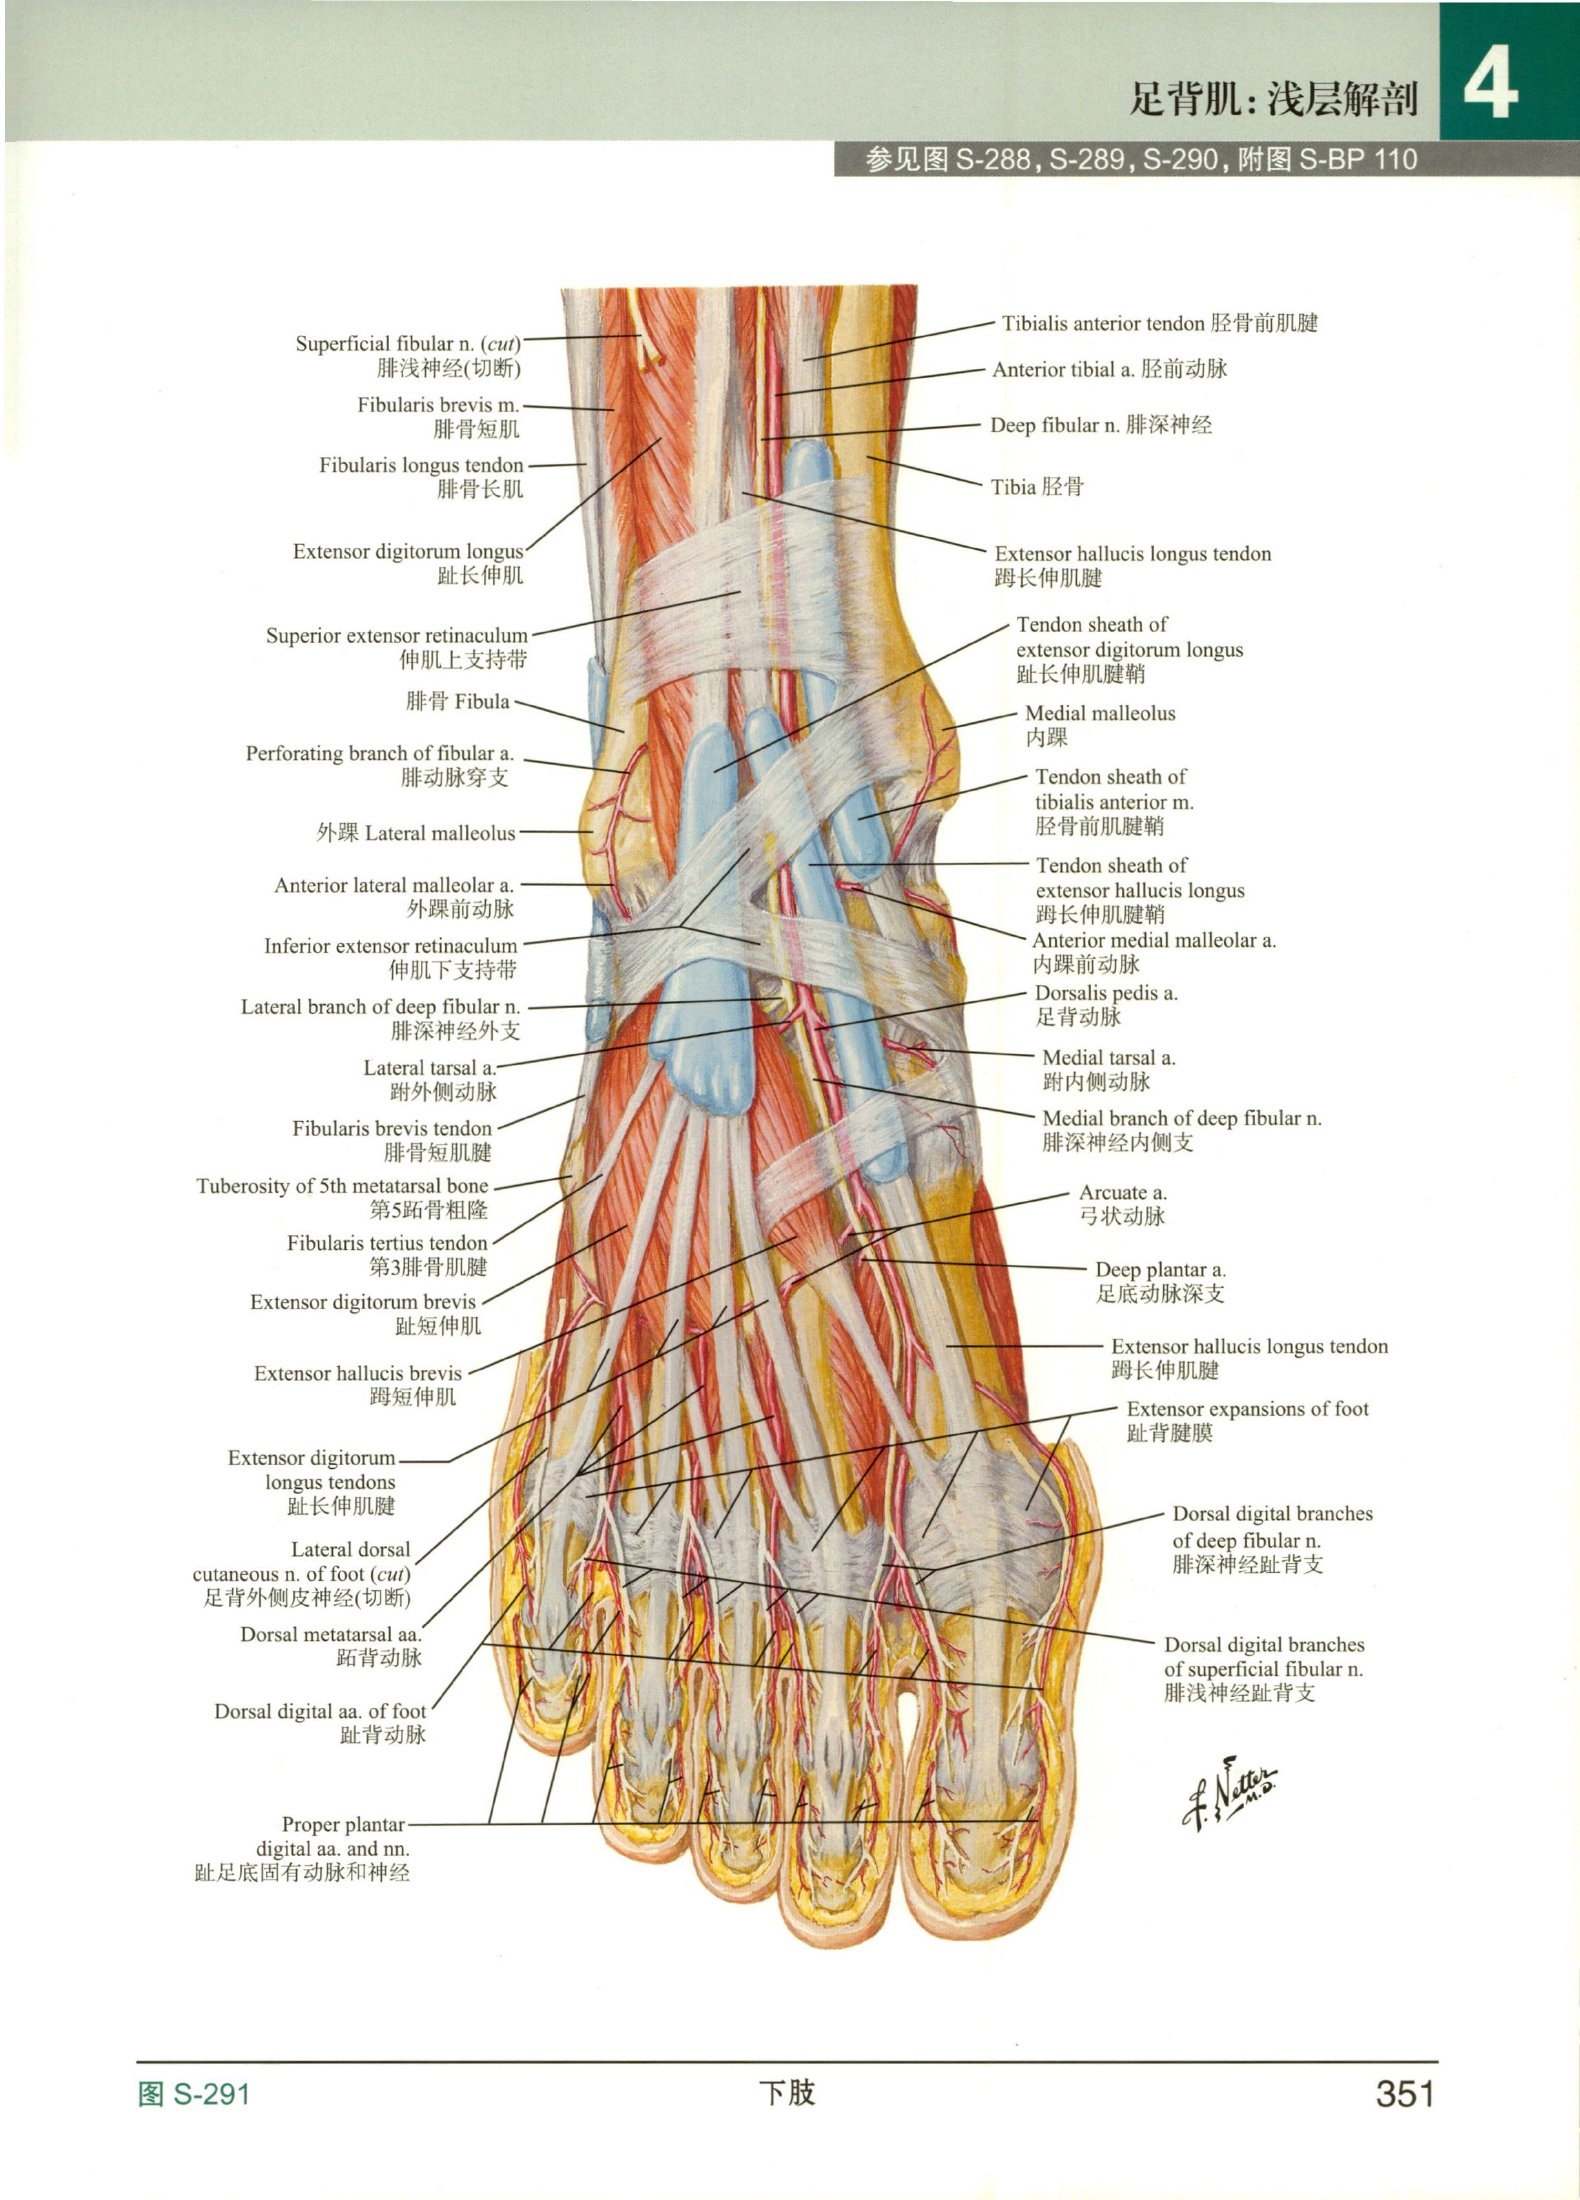 足背肌：浅层解剖
4
参见图 S-288, S-289, S-290, 附图 S-BP 110
Superficial fibular n. (cut)
腓浅神经(切断)
Fibularis brevis m.
腓骨短肌
Fibularis longus tendon
腓骨长肌
Extensor digitorum longus
趾长伸肌
Superior extensor retinaculum
伸肌上支持带
腓骨 Fibula
Perforating branch of fibular a.
腓动脉穿支
外踝 Lateral malleolus
Anterior lateral malleolar a.
外踝前动脉
Inferior extensor retinaculum
伸肌下支持带
Lateral branch of deep fibular n.
腓深神经外支
Lateral tarsal a.
跗外侧动脉
Fibularis brevis tendon
腓骨短肌腱
Tuberosity of 5th metatarsal bone
第5跖骨粗隆
Fibularis tertius tendon
第3腓骨肌腱
Extensor digitorum brevis
趾短伸肌
Extensor hallucis brevis
踇短伸肌
Extensor digitorum
longus tendons
趾长伸肌腱
Lateral dorsal
cutaneous n. of foot (cut)
足背外侧皮神经(切断)
Dorsal metatarsal aa.
跖背动脉
Dorsal digital aa. of foot
趾背动脉
Proper plantar
digital aa. and nn.
趾足底固有动脉和神经
Tibialis anterior tendon 胫骨前肌腱
Anterior tibial a. 胫前动脉
Deep fibular n. 腓深神经
Tibia 胫骨
Extensor hallucis longus tendon
踇长伸肌腱
Tendon sheath of
extensor digitorum longus
趾长伸肌腱鞘
Medial malleolus
内踝
Tendon sheath of
tibialis anterior m.
胫骨前肌腱鞘
Tendon sheath of
extensor hallucis longus
踇长伸肌腱鞘
Anterior medial malleolar a.
内踝前动脉
Dorsalis pedis a.
足背动脉
Medial tarsal a.
跗内侧动脉
Medial branch of deep fibular n.
腓深神经内侧支
Arcuate a.
弓状动脉
Deep plantar a.
足底动脉深支
Extensor hallucis longus tendon
踇长伸肌腱
Extensor expansions of foot
趾背腱膜
Dorsal digital branches
of deep fibular n.
腓深神经趾背支
Dorsal digital branches
of superficial fibular n.
腓浅神经趾背支
F. Netter
M.D.
图 S-291
下肢
351